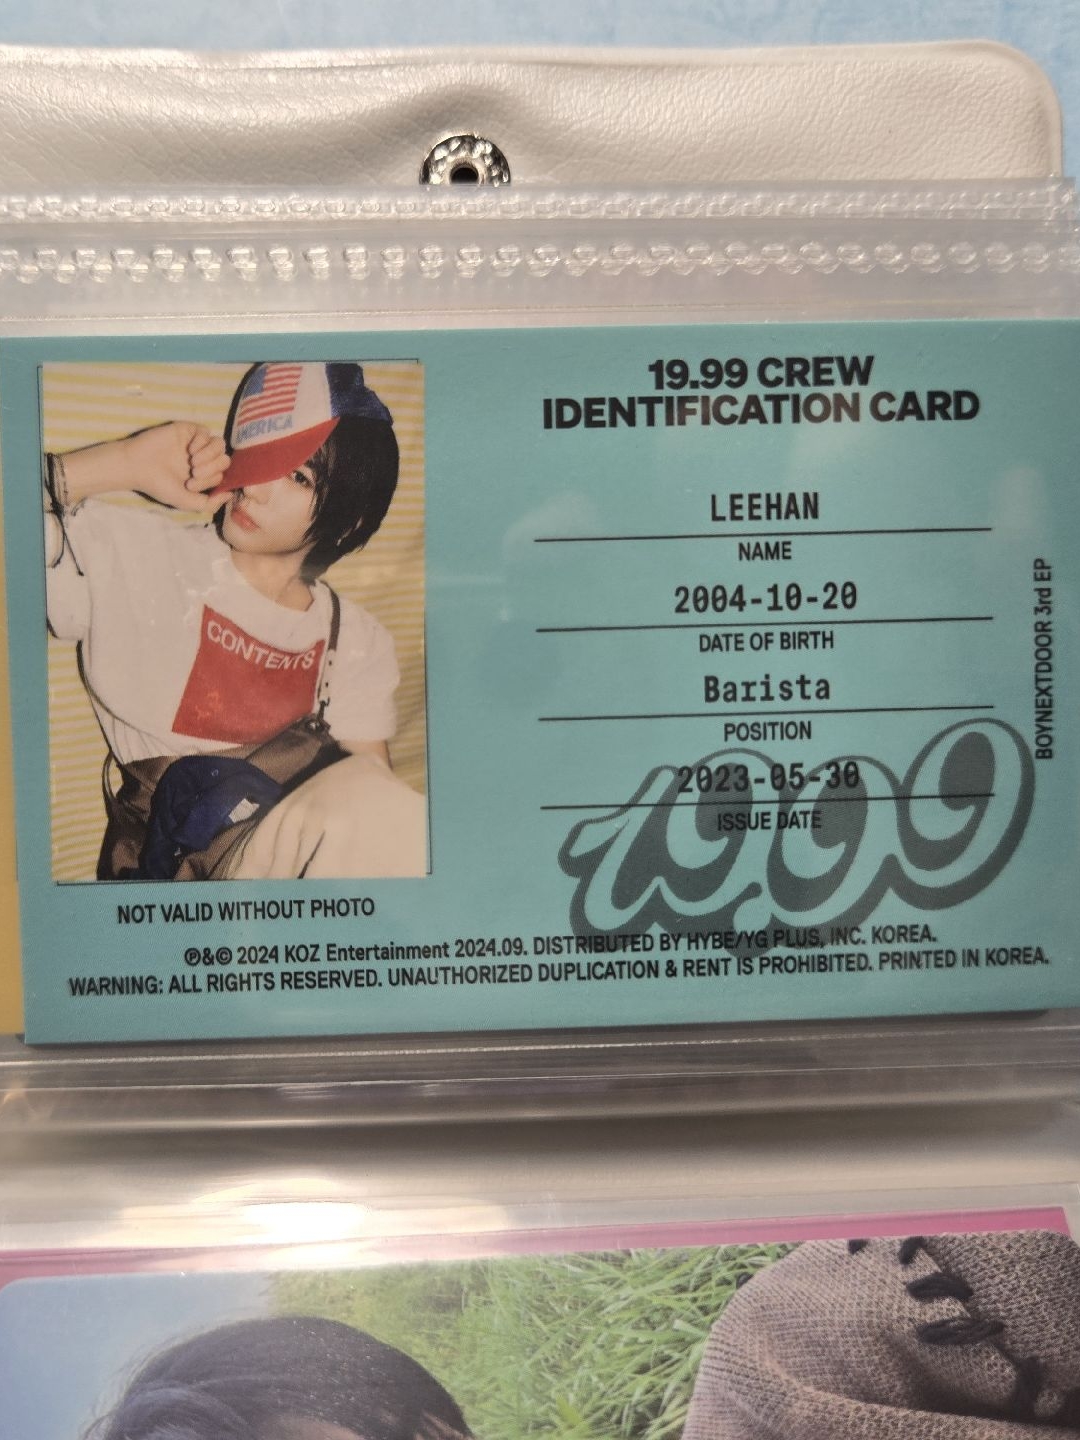 AMERICA
CONTENTS
19.99 CREW
IDENTIFICATION CARD
LEEHAN
NAME
2004-10-20
DATE OF BIRTH
Barista
POSITION
2023-05-30
ISSUE DATE
19.99
BOYNEXTDOOR 3rd EP
NOT VALID WITHOUT PHOTO
℗&© 2024 KOZ Entertainment 2024.09. DISTRIBUTED BY HYBE/YG PLUS, INC. KOREA.
WARNING: ALL RIGHTS RESERVED. UNAUTHORIZED DUPLICATION & RENT IS PROHIBITED. PRINTED IN KOREA.